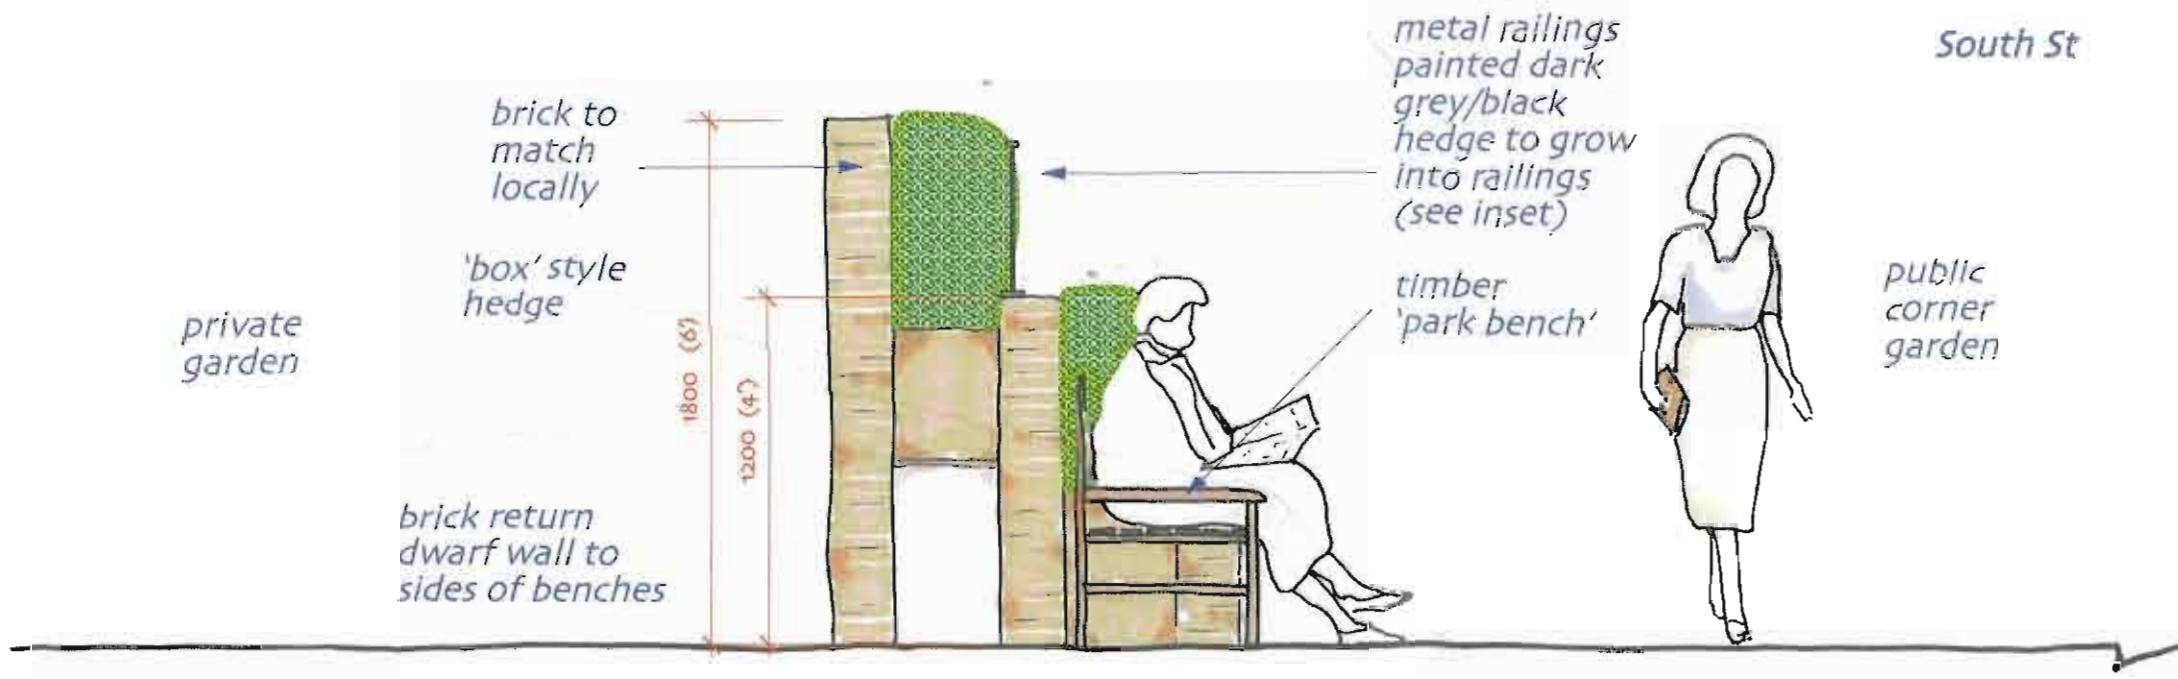 South St
metal railings
painted dark
grey/black
hedge to grow
into railings
(see inset)
brick to
match
locally
'box' style
hedge
timber
'park bench'
private
garden
public
corner
garden
1800 (6')
1200 (4')
brick return
dwarf wall to
sides of benches